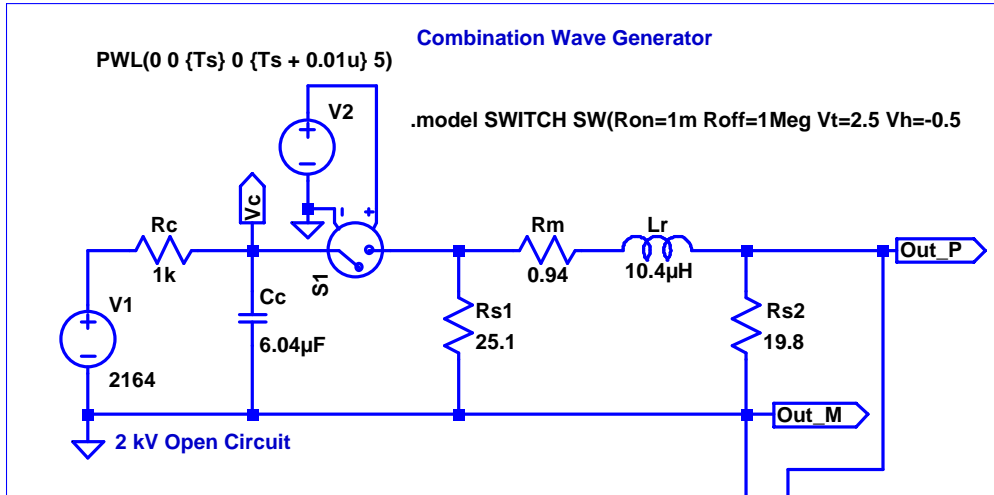 Combination Wave Generator
PWL(0 0 {Ts} 0 {Ts + 0.01u} 5)
V2
.model SWITCH SW(Ron=1m Roff=1Meg Vt=2.5 Vh=-0.5
Vc
Rc
1k
S1
Rm
0.94
Lr
10.4µH
Out_P
V1
2164
Cc
6.04µF
Rs1
25.1
Rs2
19.8
Out_M
2 kV Open Circuit